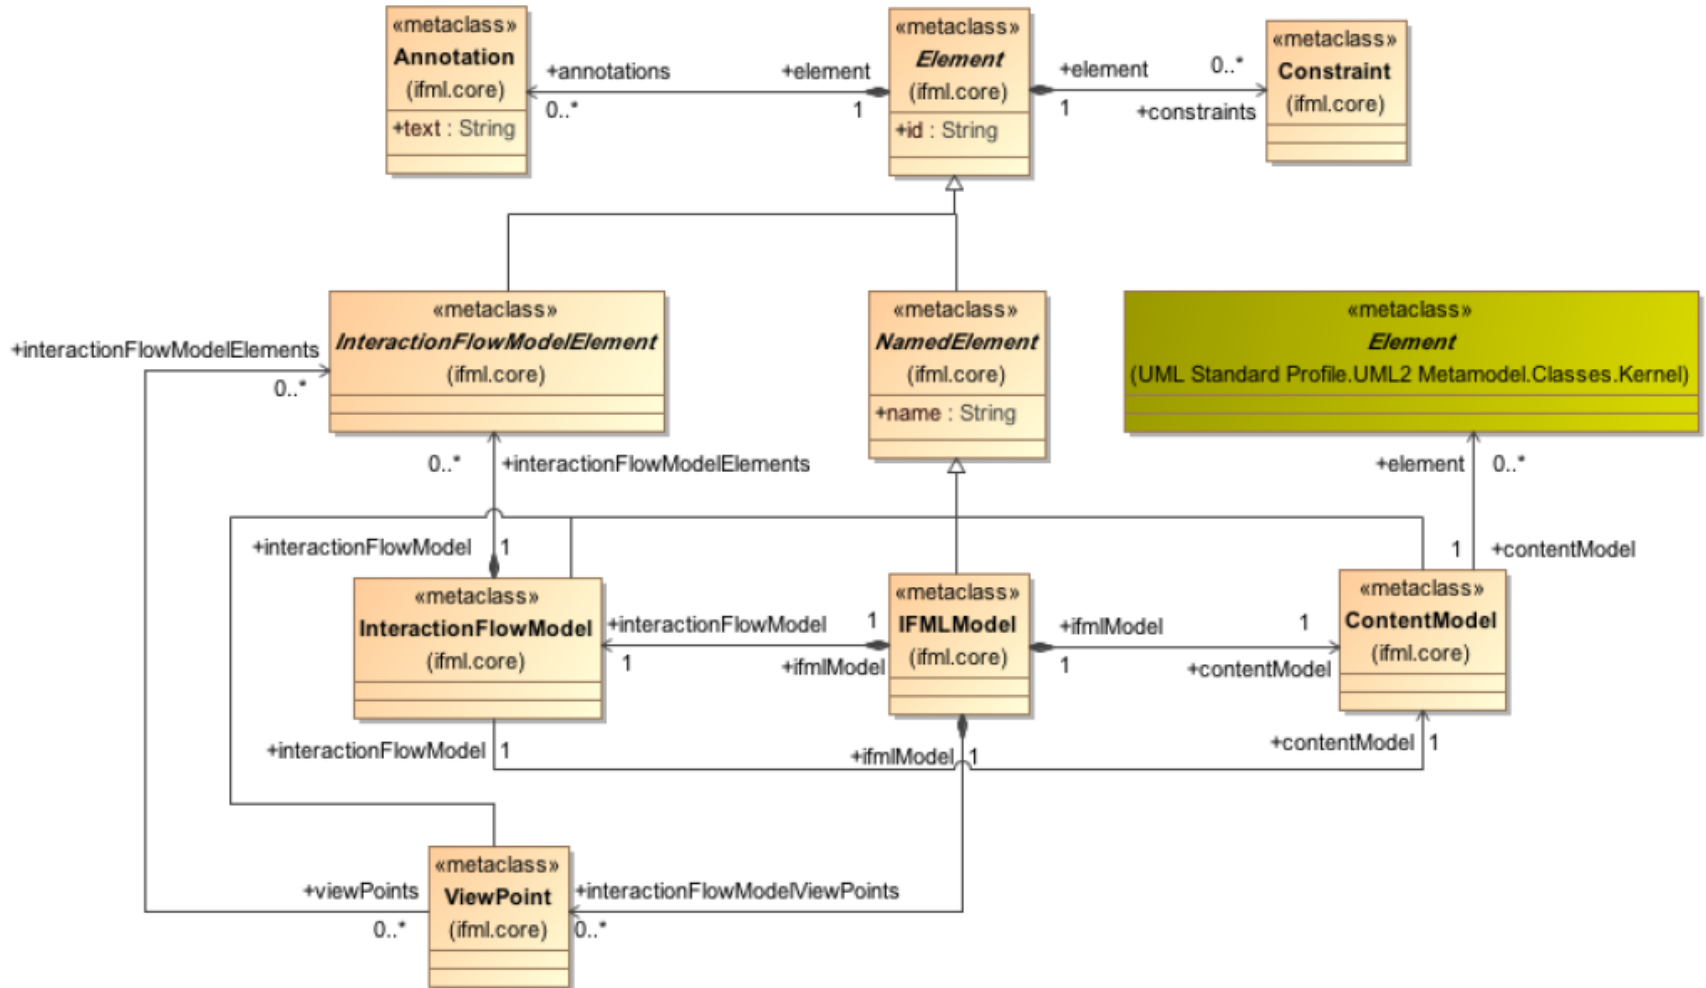 «metaclass»
Annotation
(ifml.core)
+text : String
+annotations
0..*
+element
1
«metaclass»
Element
(ifml.core)
+id : String
+element
1
0..*
+constraints
«metaclass»
Constraint
(ifml.core)
+interactionFlowModelElements
0..*
«metaclass»
InteractionFlowModelElement
(ifml.core)
«metaclass»
NamedElement
(ifml.core)
+name : String
«metaclass»
Element
(UML Standard Profile.UML2 Metamodel.Classes.Kernel)
0..*
+interactionFlowModelElements
+element
0..*
+interactionFlowModel
1
1
+contentModel
«metaclass»
InteractionFlowModel
(ifml.core)
+interactionFlowModel
1
1
+ifmlModel
«metaclass»
IFMLModel
(ifml.core)
+ifmlModel
1
1
+contentModel
«metaclass»
ContentModel
(ifml.core)
+interactionFlowModel
1
+ifmlModel
1
+contentModel
1
+viewPoints
0..*
«metaclass»
ViewPoint
(ifml.core)
+interactionFlowModelViewPoints
0..*